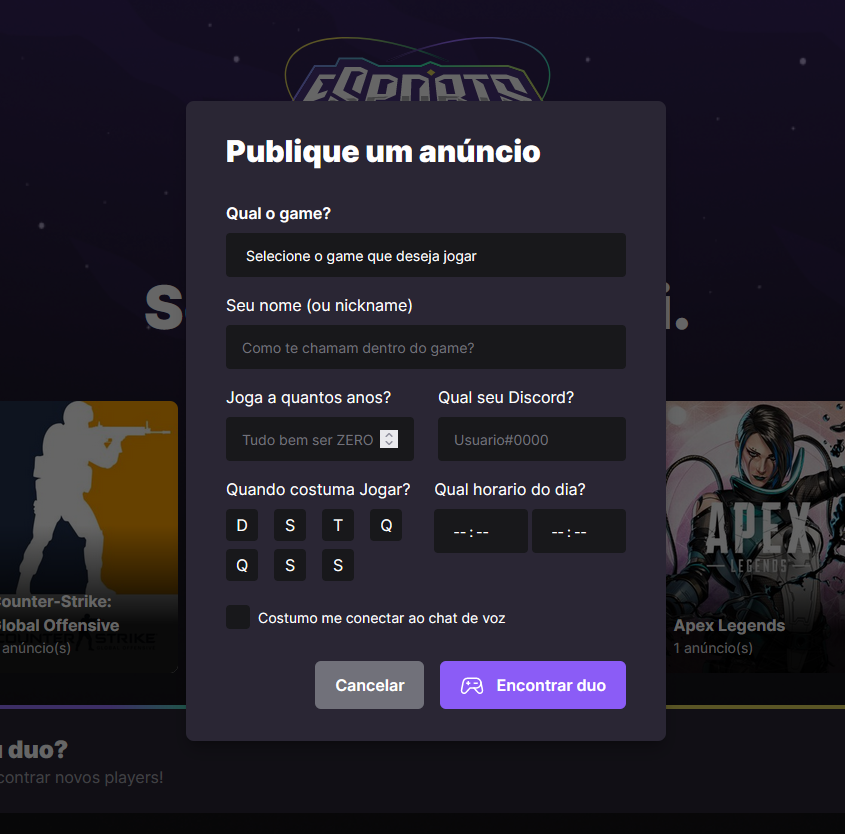 ESPORTS
Publique um anúncio
Qual o game?
Selecione o game que deseja jogar
Seu nome (ou nickname)
Como te chamam dentro do game?
Joga a quantos anos? Qual seu Discord?
Tudo bem ser ZERO Usuario#0000
Quando costuma Jogar? Qual horario do dia?
D S T Q --:-- --:--
Q S S
Costumo me conectar ao chat de voz
Cancelar Encontrar duo
S i.
ounter-Strike:
lobal Offensive
COUNTER STRIKE
anúncio(s)
APEX
LEGENDS
Apex Legends
1 anúncio(s)
duo?
contrar novos players!